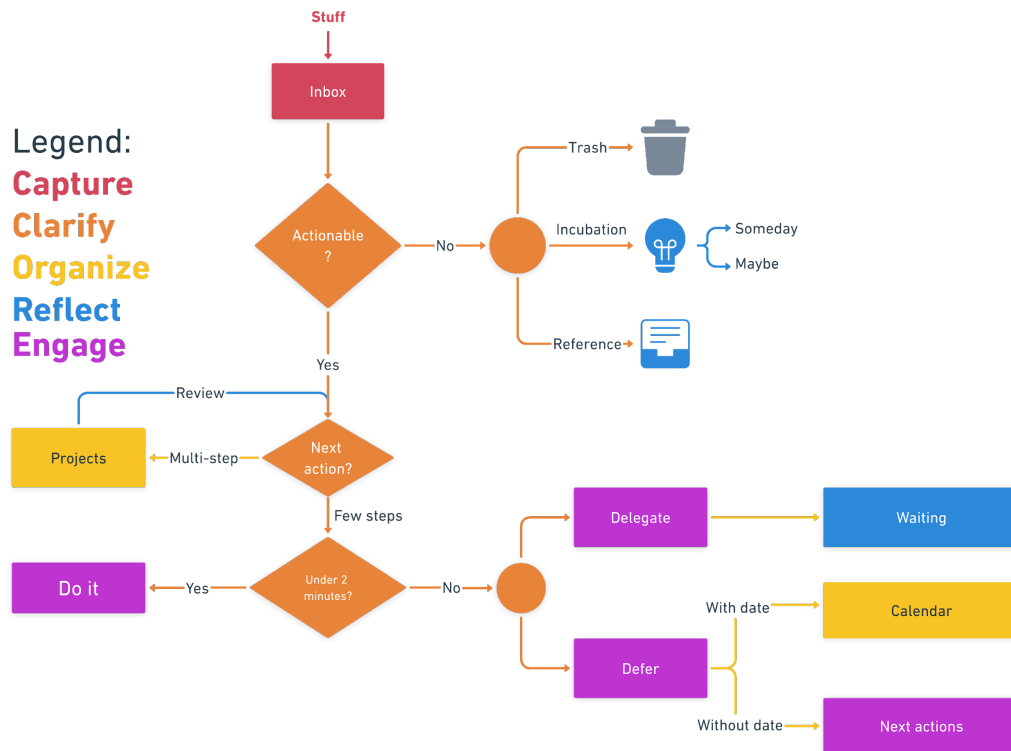 Stuff
Inbox
Legend:
Capture
Clarify
Organize
Reflect
Engage
Actionable
?
No
Trash
Incubation
Someday
Maybe
Reference
Yes
Review
Projects
Multi-step
Next
action?
Few steps
Do it
Yes
Under 2
minutes?
No
Delegate
Waiting
Defer
With date
Calendar
Without date
Next actions